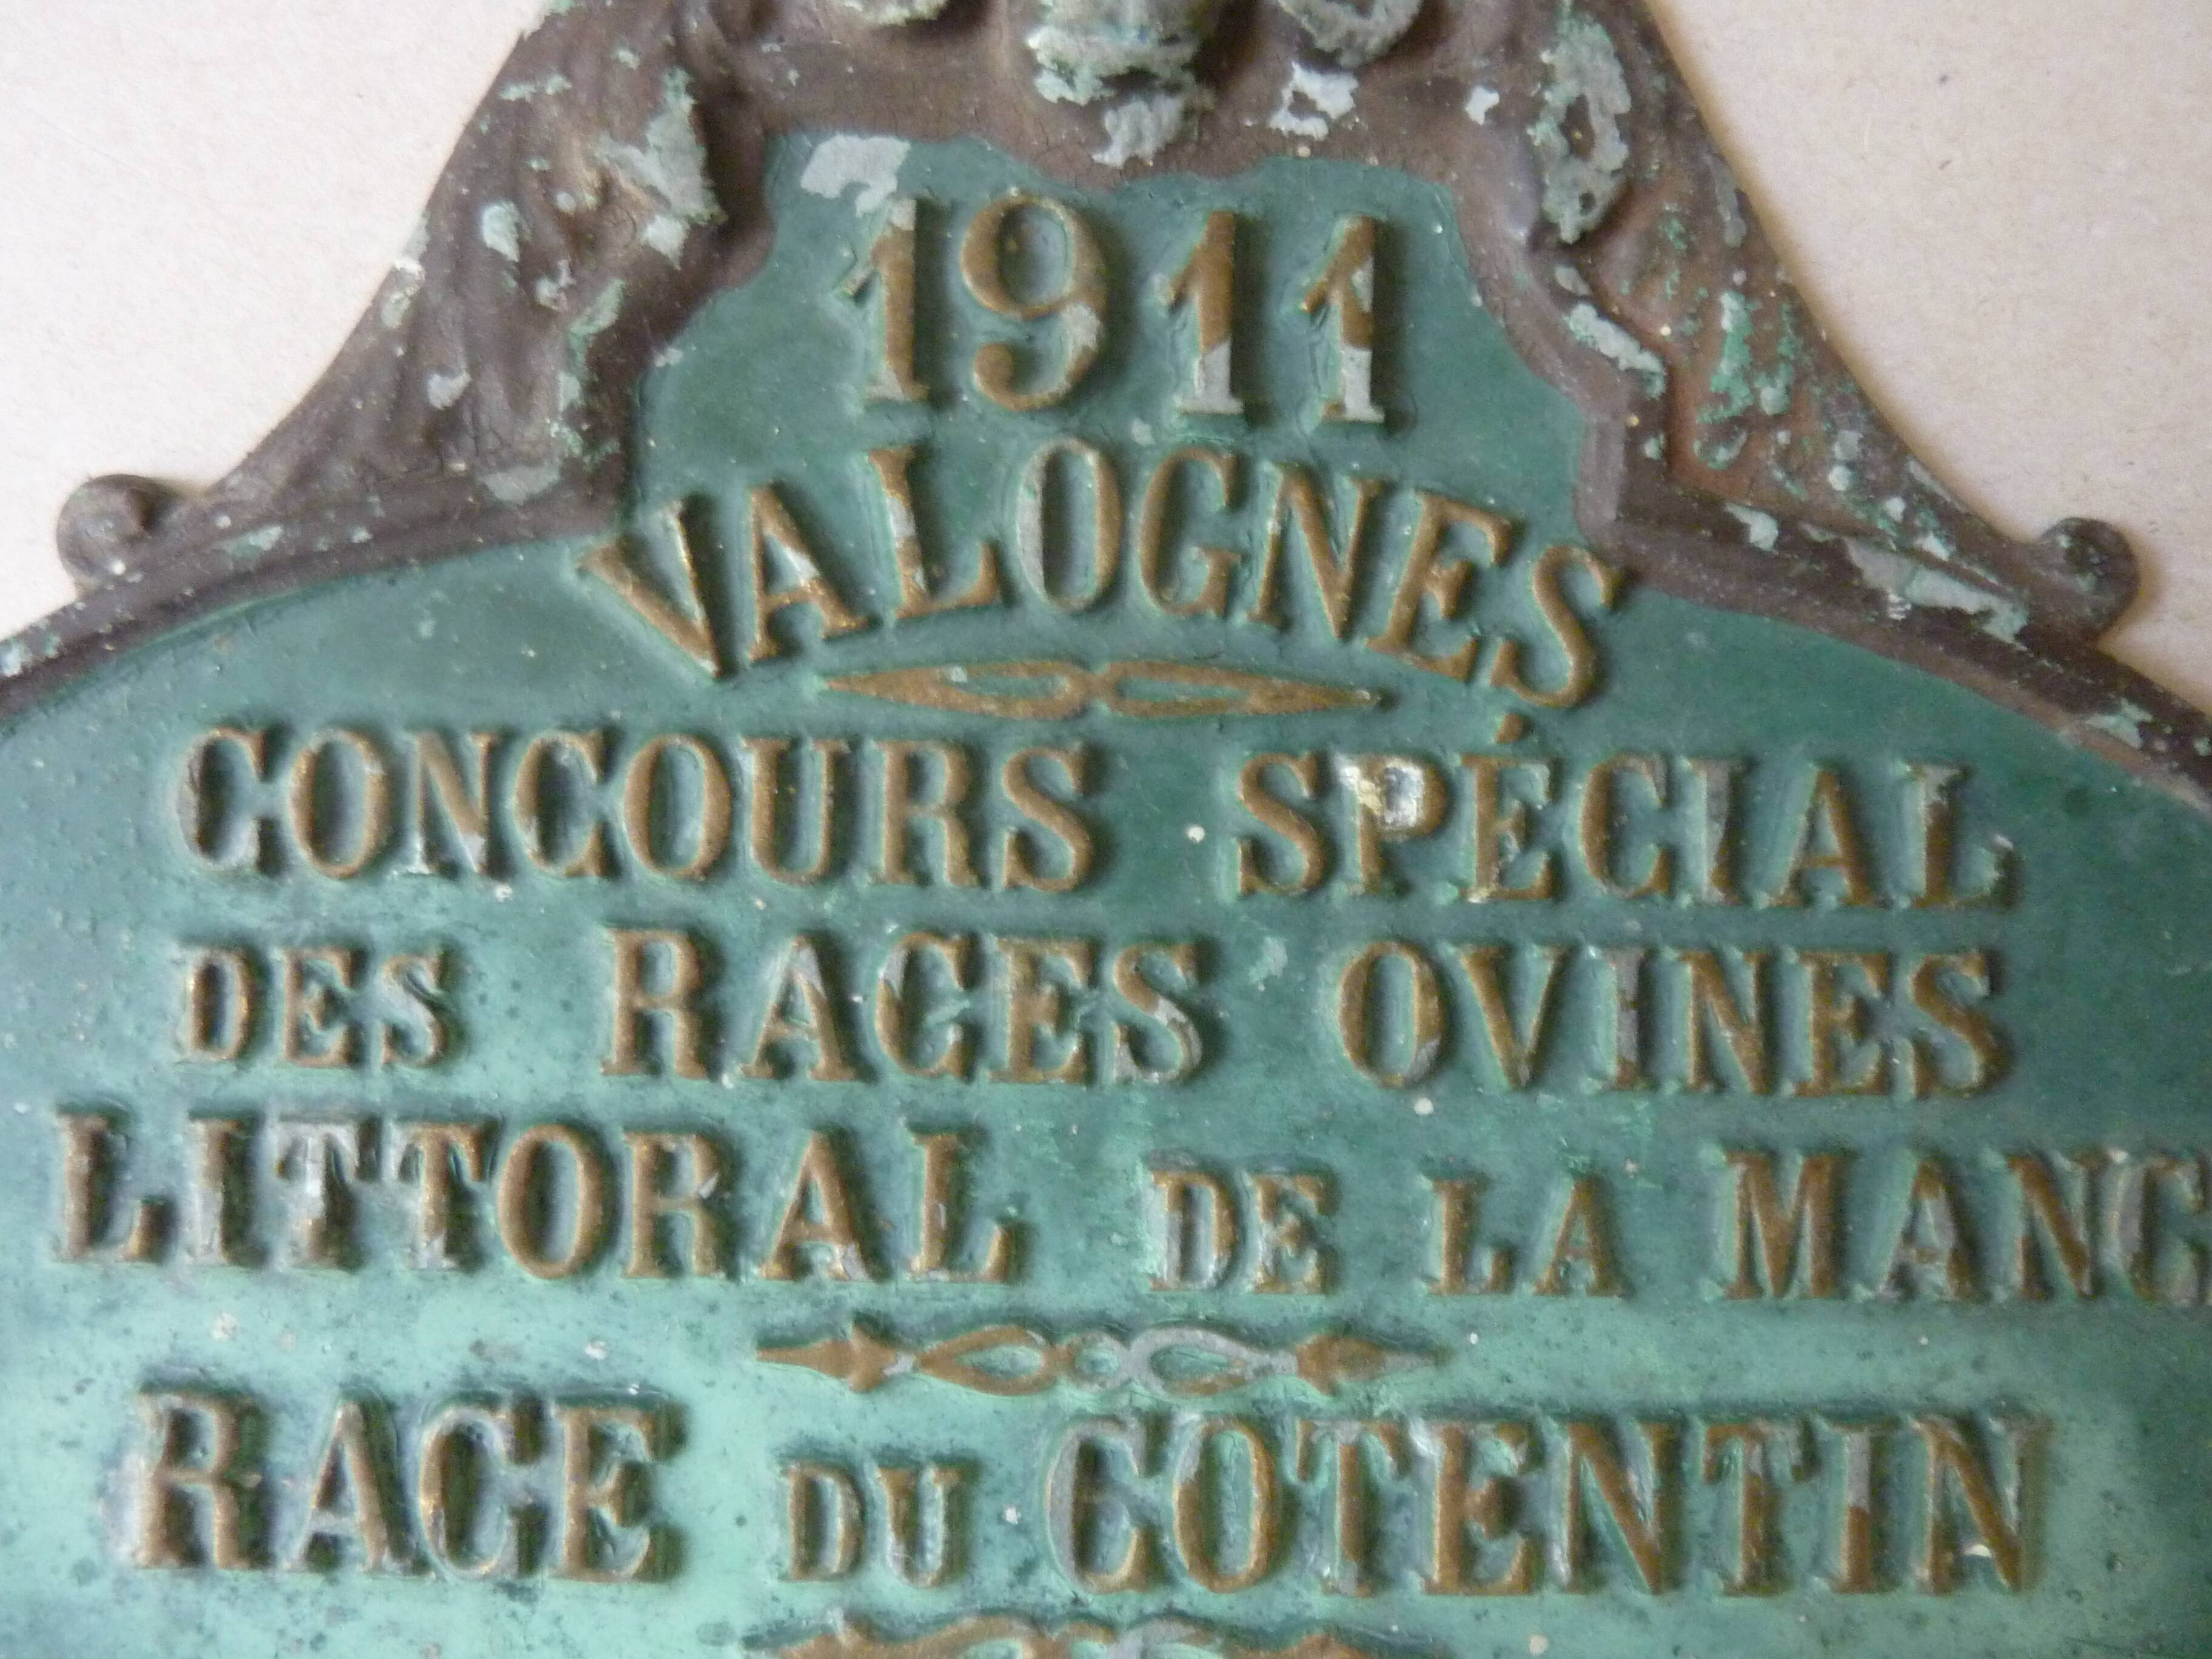 1911
VALOGNES
CONCOURS SPÉCIAL
DES RACES OVINES
LITTORAL DE LA MANC
RACE DU COTENTIN